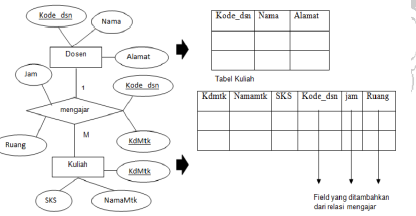 Kode_dsn
Nama
Dosen
Alamat
Jam
1
Kode_dsn
mengajar
Ruang
M
KdMtk
Kuliah
KdMtk
SKS
NamaMtk
Kode_dsn Nama Alamat
Tabel Kuliah
Kdmtk Namamtk SKS Kode_dsn jam Ruang
Field yang ditambahkan
dari relasi mengajar